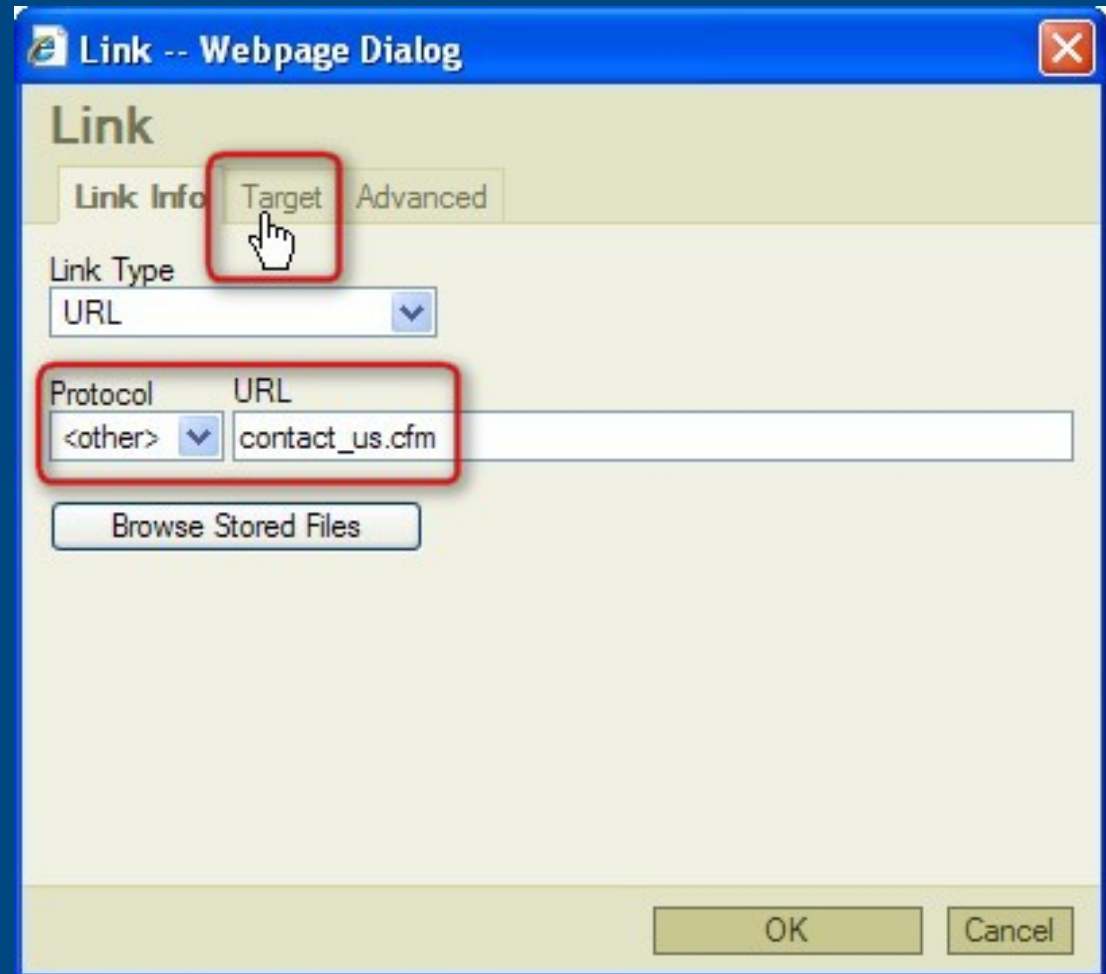 Link -- Webpage Dialog
Link
Link Info Target Advanced
Link Type
URL
Protocol URL
<other> contact_us.cfm
Browse Stored Files
OK Cancel